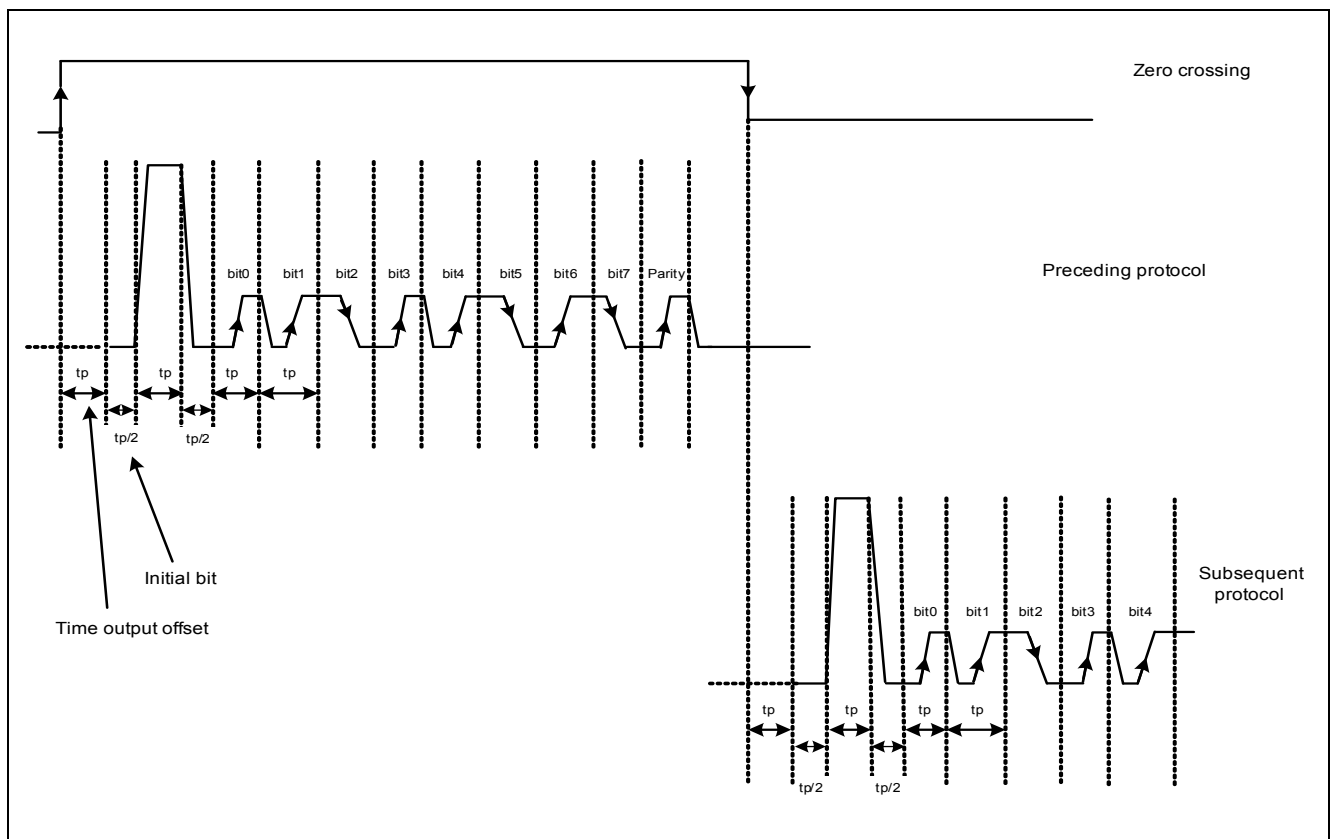 Zero crossing
bit0 bit1 bit2 bit3 bit4 bit5 bit6 bit7 Parity
Preceding protocol
tp tp tp tp
tp/2 tp/2
Initial bit
Time output offset
Subsequent
protocol
bit0 bit1 bit2 bit3 bit4
tp tp tp tp
tp/2 tp/2